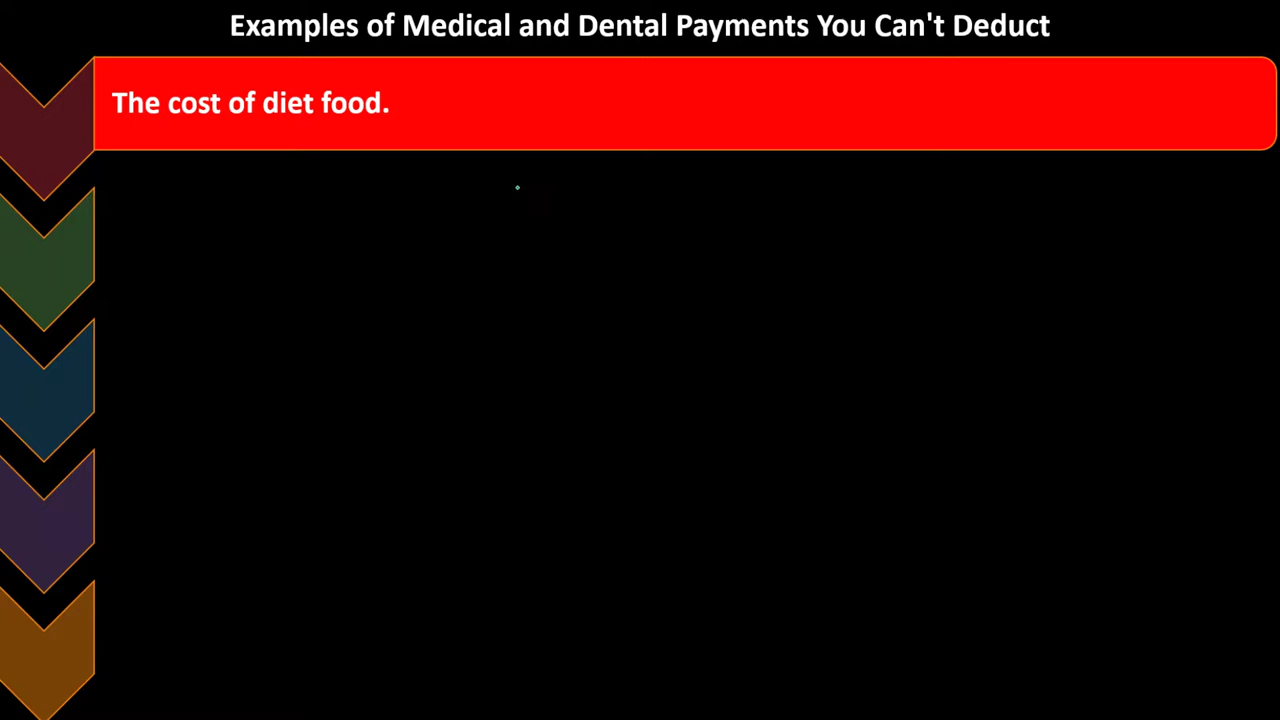 Examples of Medical and Dental Payments You Can't Deduct
The cost of diet food.